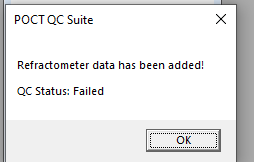 POCT QC Suite
Refractometer data has been added!
QC Status: Failed
OK